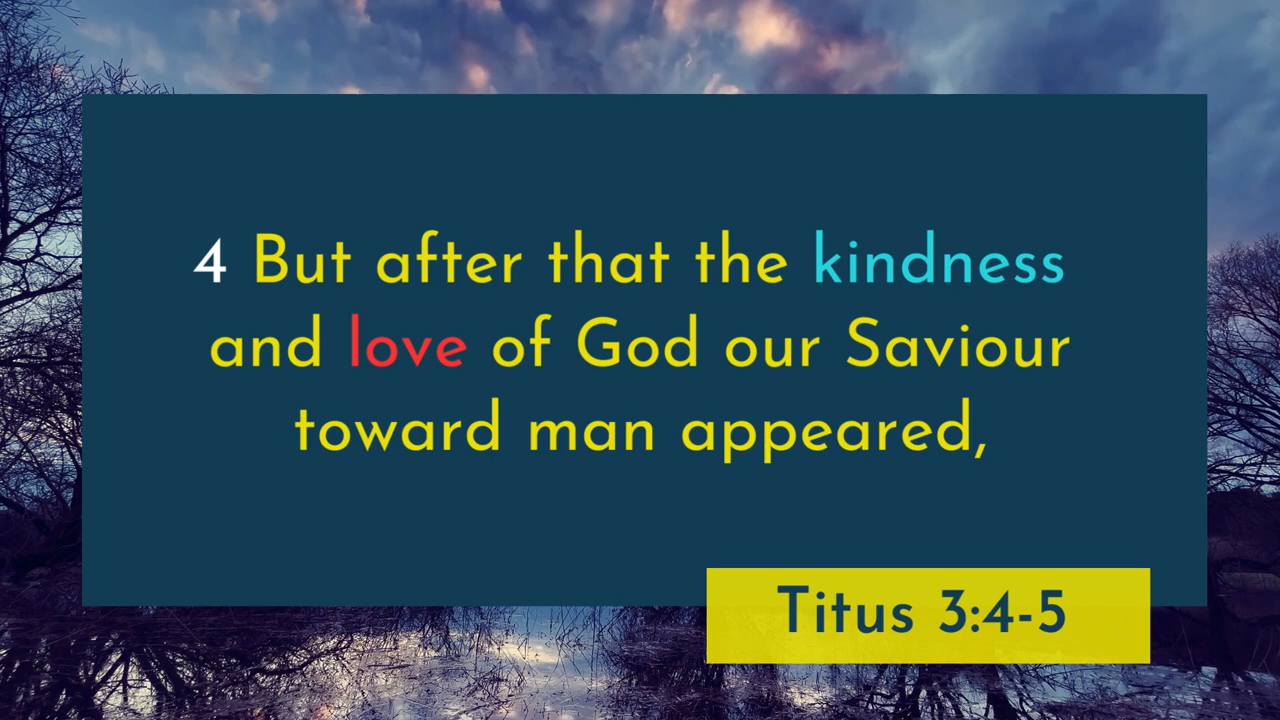 4 But after that the kindness
and love of God our Saviour
toward man appeared,
Titus 3:4-5